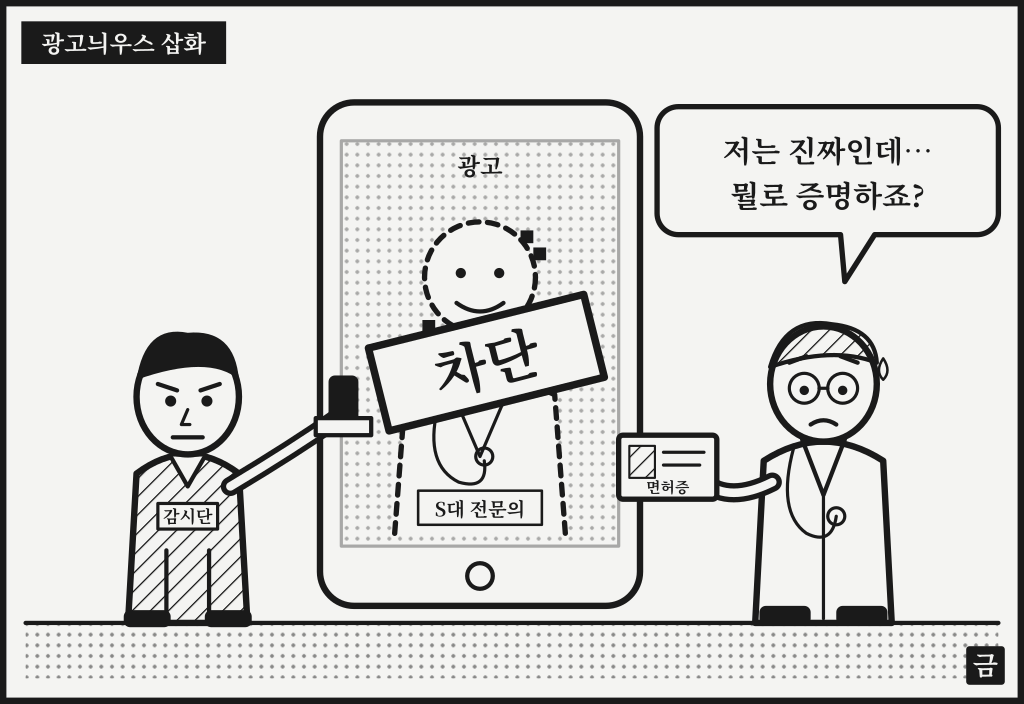 광고늬우스 삽화
저는 진짜인데…
뭘로 증명하죠?
광고
차단
S대 전문의
감시단
면허증
금